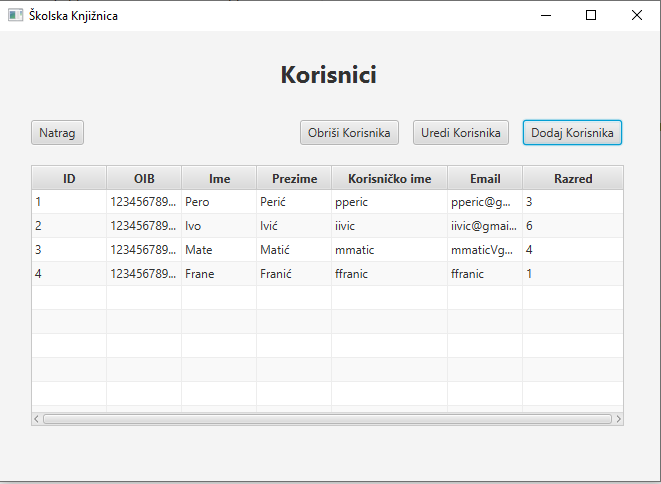 Školska Knjižnica
Korisnici
Natrag Obriši Korisnika Uredi Korisnika Dodaj Korisnika
ID OIB Ime Prezime Korisničko ime Email Razred
1 123456789... Pero Perić pperic pperic@g... 3
2 123456789... Ivo Ivić iivic iivic@gmai... 6
3 123456789... Mate Matić mmatic mmaticVg... 4
4 123456789... Frane Franić ffranic ffranic 1